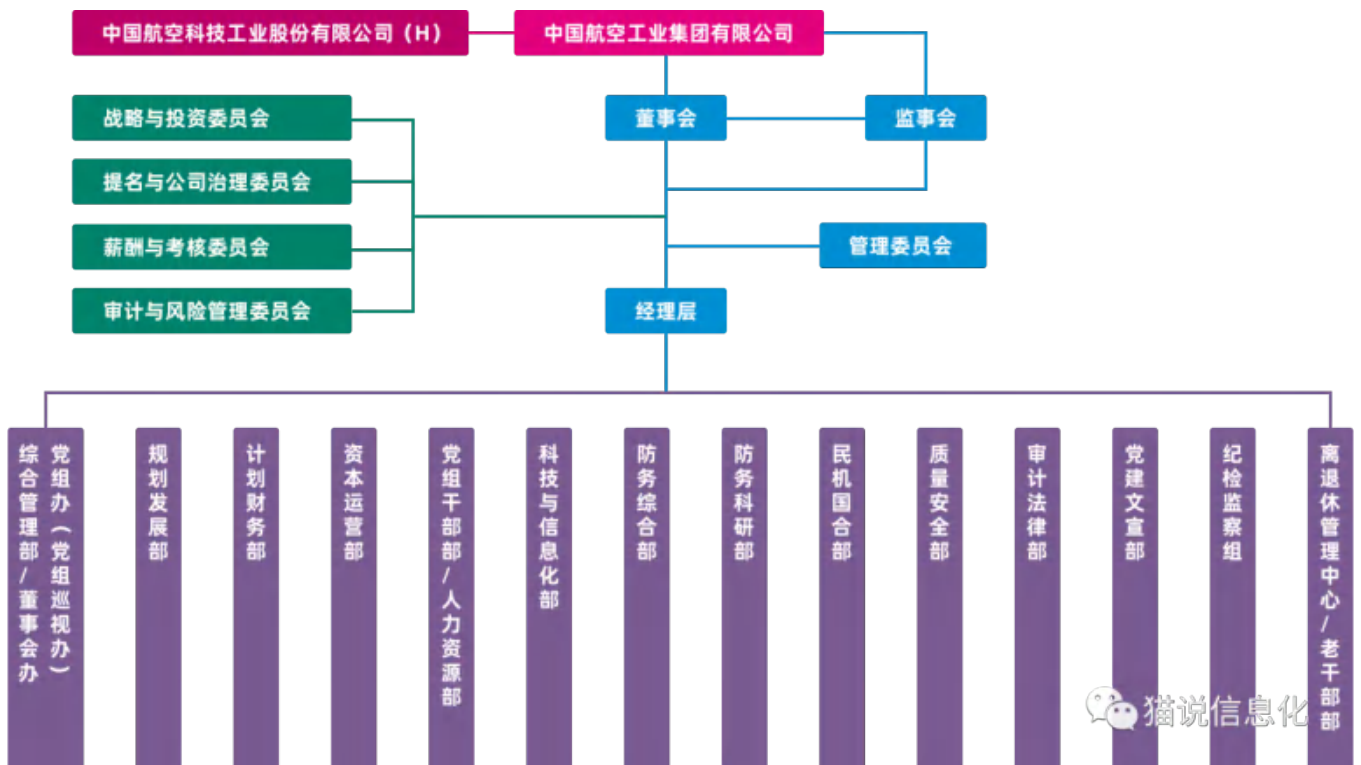 中国航空科技工业股份有限公司（H）
中国航空工业集团有限公司
战略与投资委员会
董事会
监事会
提名与公司治理委员会
薪酬与考核委员会
管理委员会
审计与风险管理委员会
经理层
党组办（党组巡视办）
综合管理部/董事会办
规划发展部
计划财务部
资本运营部
党组干部部/人力资源部
科技与信息化部
防务综合部
防务科研部
民机国合部
质量安全部
审计法律部
党建文宣部
纪检监察组
离退休管理中心/老干部部
猫说信息化